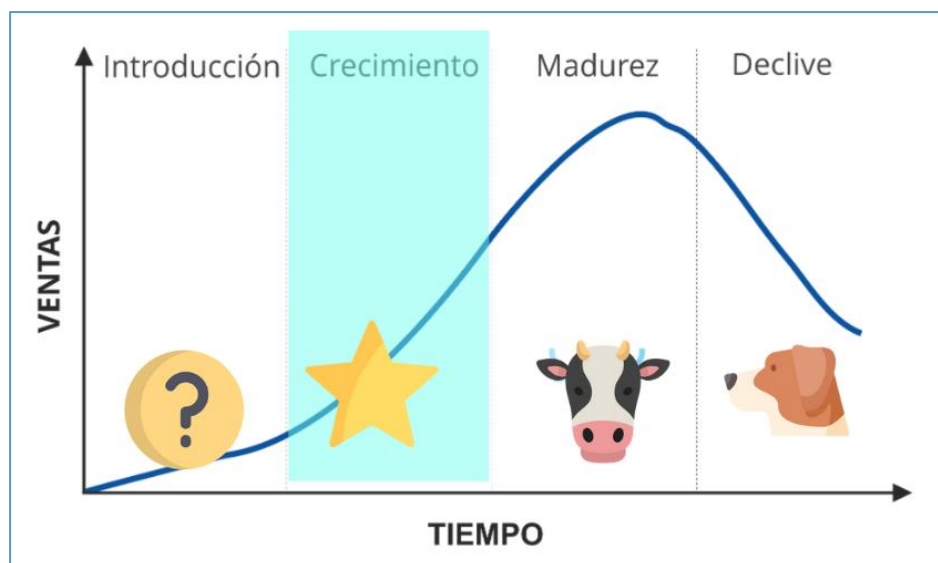 Introducción
Crecimiento
Madurez
Declive
VENTAS
?
TIEMPO